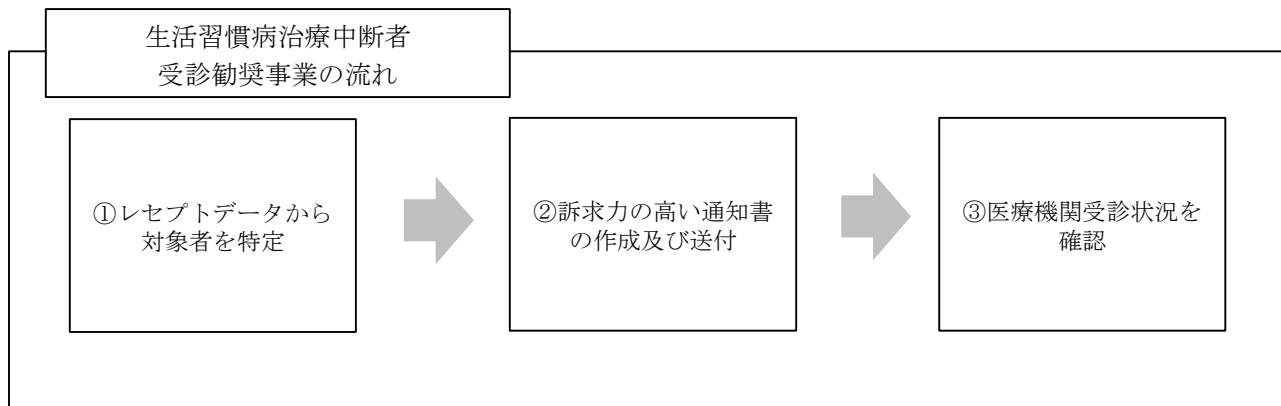 生活習慣病治療中断者
受診勧奨事業の流れ
①レセプトデータから
対象者を特定
②訴求力の高い通知書
の作成及び送付
③医療機関受診状況を
確認